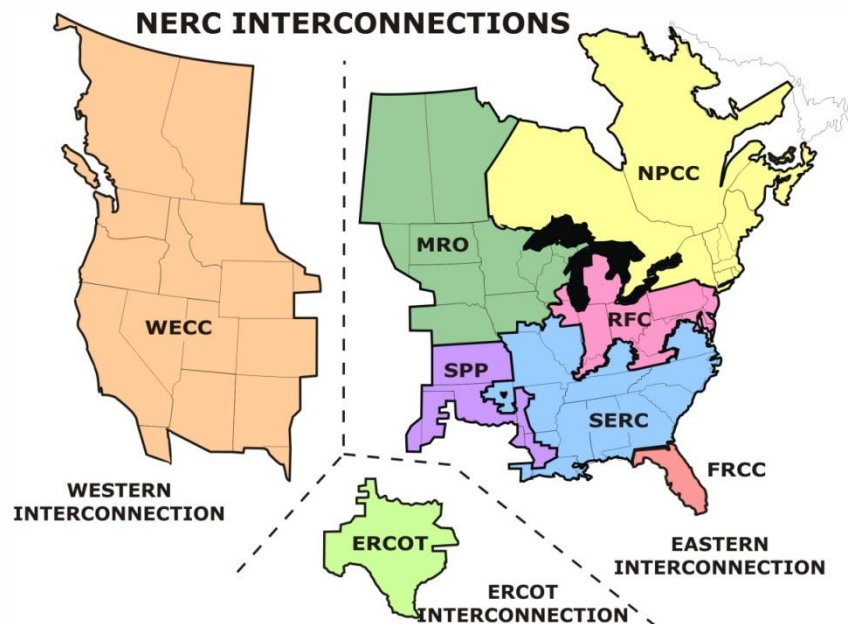 NERC INTERCONNECTIONS
NPCC
MRO
WECC
RFC
SPP
SERC
FRCC
WESTERN
INTERCONNECTION
ERCOT
EASTERN
INTERCONNECTION
ERCOT
INTERCONNECTION